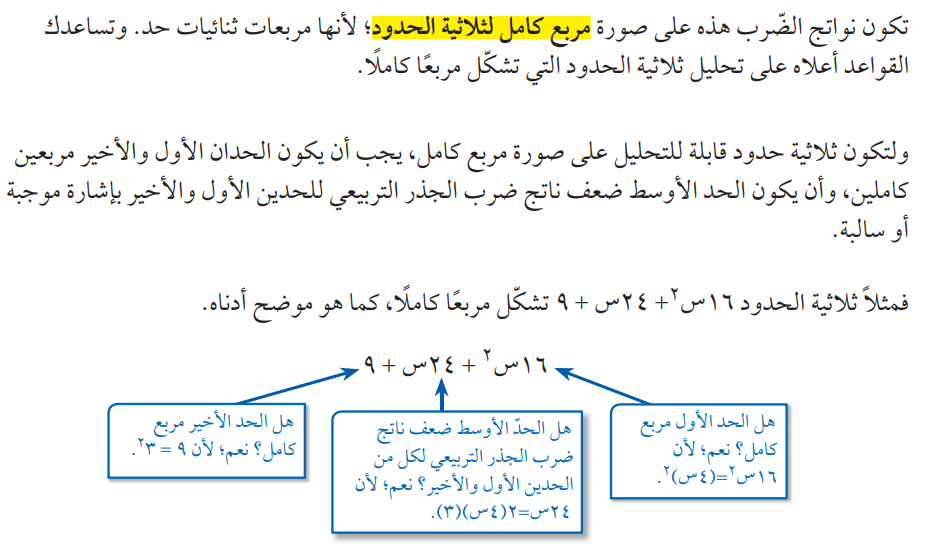 تكون نواتج الضّرب هذه على صورة مربع كامل لثلاثية الحدود؛ لأنها مربعات ثنائيات حد. وتساعدك
القواعد أعلاه على تحليل ثلاثية الحدود التي تشكّل مربعًا كاملًا.
ولتكون ثلاثية حدود قابلة للتحليل على صورة مربع كامل، يجب أن يكون الحدان الأول والأخير مربعين
كاملين، وأن يكون الحد الأوسط ضعف ناتج ضرب الجذر التربيعي للحدين الأول والأخير بإشارة موجبة
أو سالبة.
فمثلاً ثلاثية الحدود ١٦س٢ + ٢٤س + ٩ تشكّل مربعًا كاملًا، كما هو موضح أدناه.
١٦س٢ + ٢٤س + ٩
هل الحد الأول مربع
كامل؟ نعم؛ لأن
١٦س٢=(٤س)٢.
هل الحدّ الأوسط ضعف ناتج
ضرب الجذر التربيعي لكل من
الحدين الأول والأخير؟ نعم؛ لأن
٢٤س=٢(٤س)(٣).
هل الحد الأخير مربع
كامل؟ نعم؛ لأن ٩ = ٣٢.